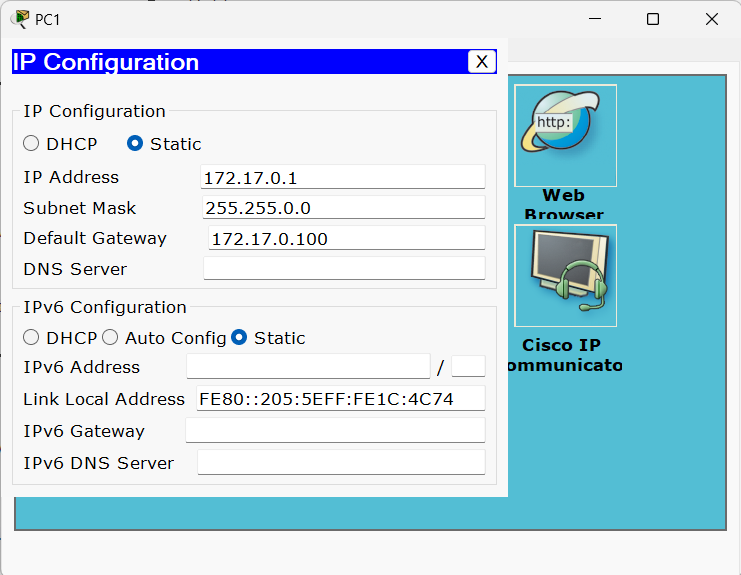 PC1
IP Configuration X
IP Configuration
DHCP Static
IP Address 172.17.0.1
Subnet Mask 255.255.0.0
Default Gateway 172.17.0.100
DNS Server
IPv6 Configuration
DHCP Auto Config Static
IPv6 Address /
Link Local Address FE80::205:5EFF:FE1C:4C74
IPv6 Gateway
IPv6 DNS Server
http:
Web
Browser
Cisco IP
ommunicato